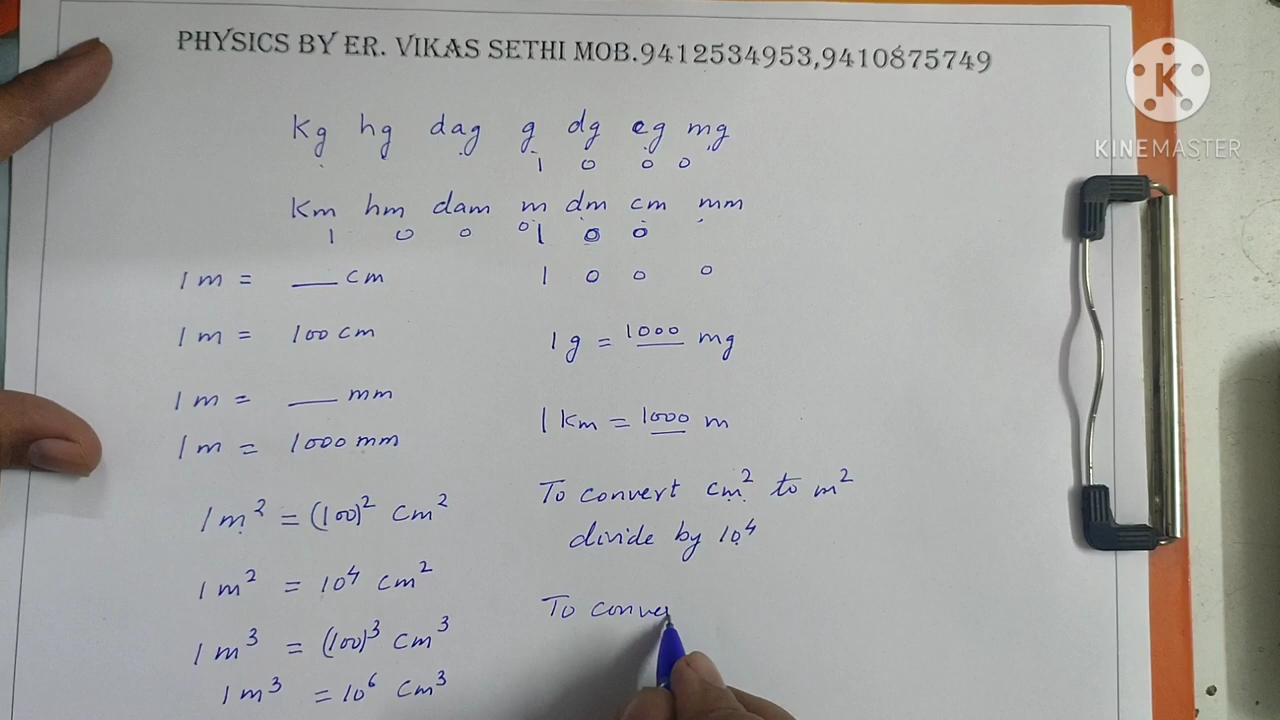 PHYSICS BY ER. VIKAS SETHI MOB.9412534953,9410875749
K
KINEMASTER
Kg hg dag g dg cg mg
1 0 0 0
Km hm dam m dm cm mm
1 0 0 0 1 0 0
1 0 0 0
1 m = __ cm
1 m = 100 cm
1 m = __ mm
1 m = 1000 mm
1 m² = (100)² cm²
1 m² = 10⁴ cm²
1 m³ = (100)³ cm³
1 m³ = 10⁶ cm³
1 g = 1000 mg
1 Km = 1000 m
To convert cm² to m²
divide by 10⁴
To conve